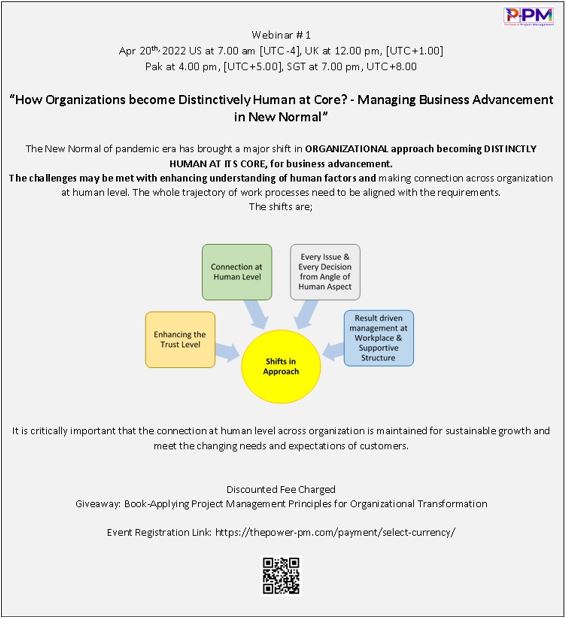 P-PM
Webinar # 1
Apr 20th, 2022 US at 7.00 am [UTC-4], UK at 12.00 pm, [UTC+1.00]
Pak at 4.00 pm, [UTC+5.00], SGT at 7.00 pm, UTC+8.00
“How Organizations become Distinctively Human at Core? - Managing Business Advancement
in New Normal”
The New Normal of pandemic era has brought a major shift in ORGANIZATIONAL approach becoming DISTINCTLY
HUMAN AT ITS CORE, for business advancement.
The challenges may be met with enhancing understanding of human factors and making connection across organization
at human level. The whole trajectory of work processes need to be aligned with the requirements.
The shifts are;
Connection at
Human Level
Every Issue &
Every Decision
from Angle of
Human Aspect
Enhancing the
Trust Level
Result driven
management at
Workplace &
Supportive
Structure
Shifts in
Approach
It is critically important that the connection at human level across organization is maintained for sustainable growth and
meet the changing needs and expectations of customers.
Discounted Fee Charged
Giveaway: Book-Applying Project Management Principles for Organizational Transformation
Event Registration Link: https://thepower-pm.com/payment/select-currency/